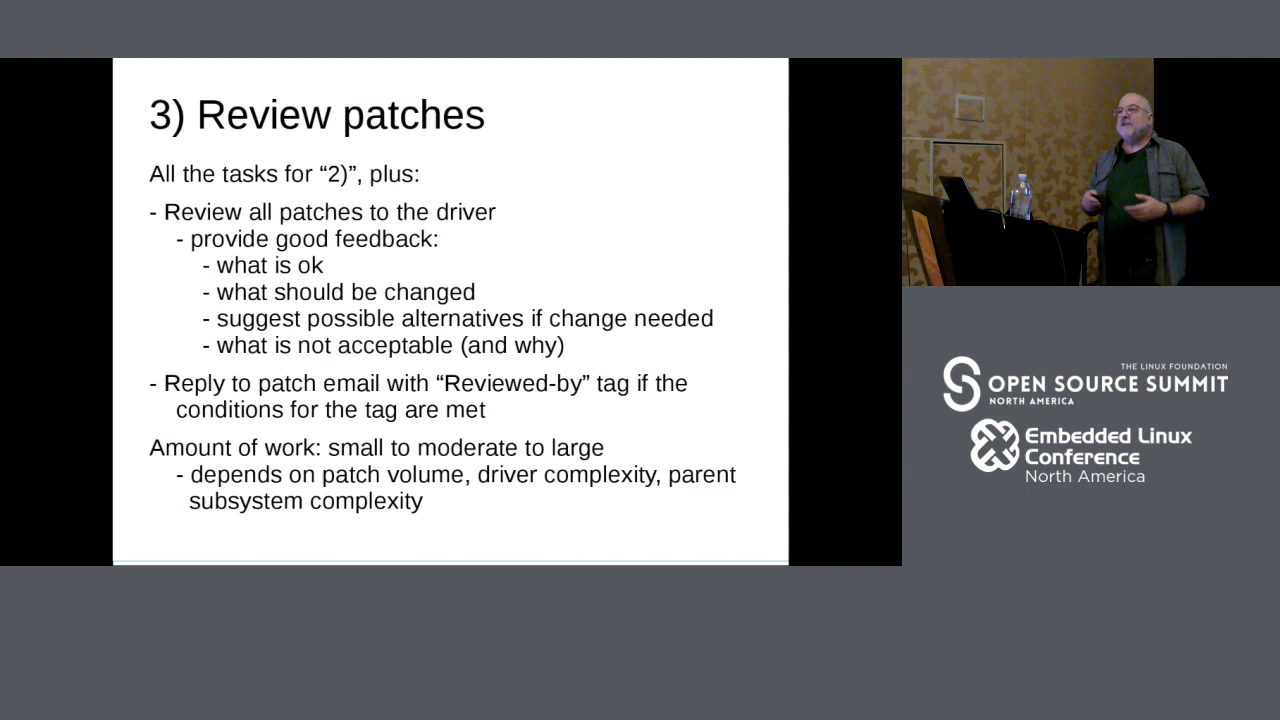 3) Review patches
All the tasks for “2)”, plus:
- Review all patches to the driver
- provide good feedback:
- what is ok
- what should be changed
- suggest possible alternatives if change needed
- what is not acceptable (and why)
- Reply to patch email with “Reviewed-by” tag if the
conditions for the tag are met
Amount of work: small to moderate to large
- depends on patch volume, driver complexity, parent
subsystem complexity
THE LINUX FOUNDATION
OPEN SOURCE SUMMIT
NORTH AMERICA
Embedded Linux
Conference
North America